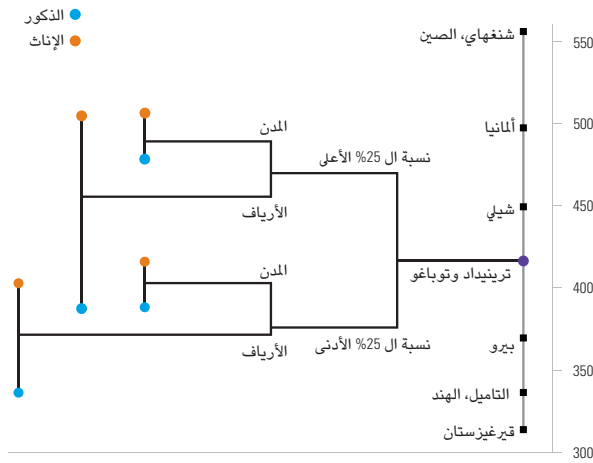 الذكور
الإناث
شنغهاي، الصين
550
ألمانيا
500
المدن
نسبة ال 25% الأعلى
الأرياف
شيلي
450
ترينيداد وتوباغو
المدن
400
نسبة ال 25% الأدنى
الأرياف
بيرو
350
التاميل، الهند
قيرغيزستان
300